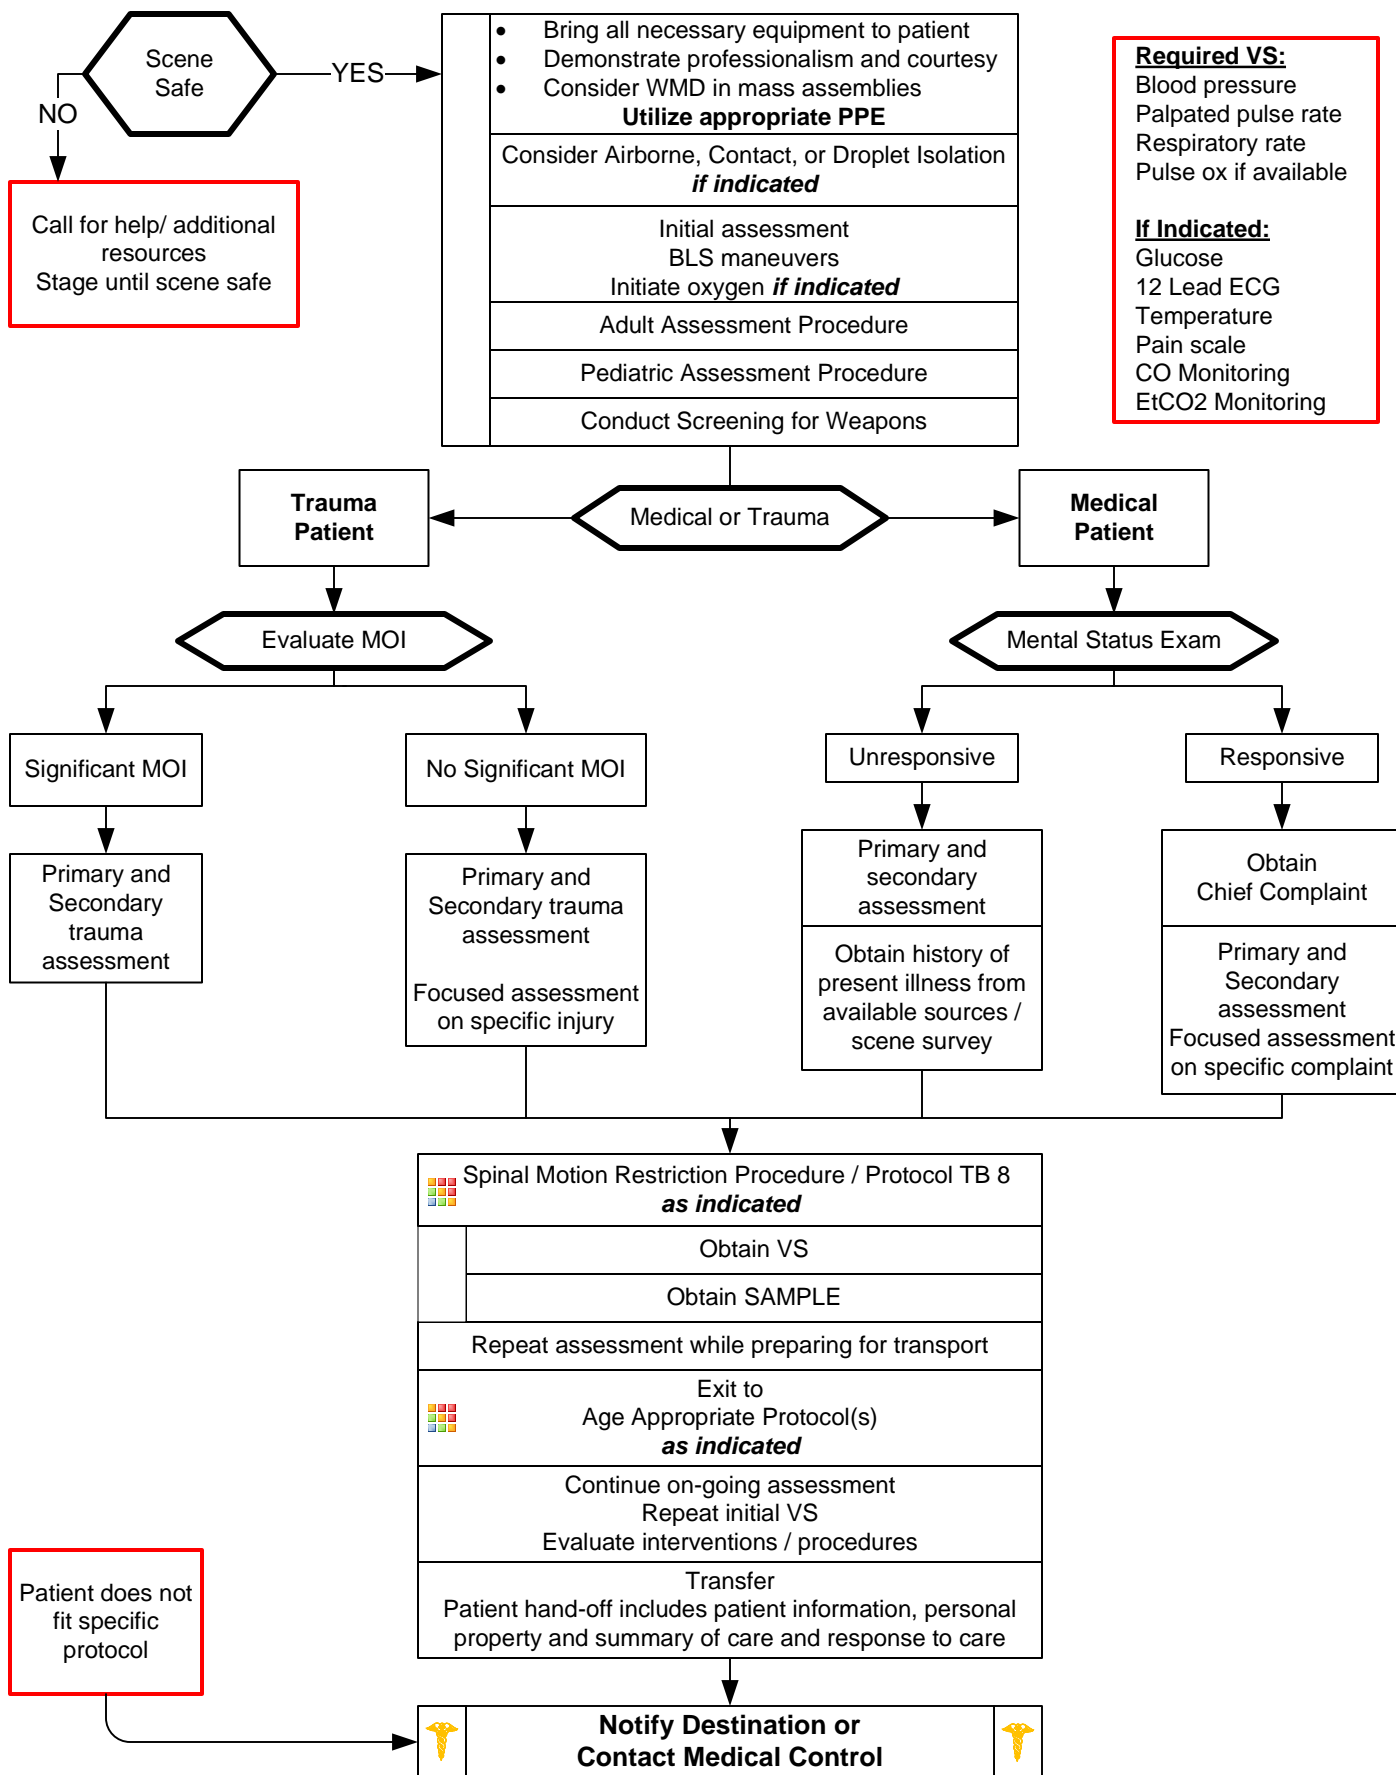 Scene
Safe
YES
NO
• Bring all necessary equipment to patient
• Demonstrate professionalism and courtesy
• Consider WMD in mass assemblies
Utilize appropriate PPE
Consider Airborne, Contact, or Droplet Isolation
if indicated
Initial assessment
BLS maneuvers
Initiate oxygen if indicated
Adult Assessment Procedure
Pediatric Assessment Procedure
Conduct Screening for Weapons
Required VS:
Blood pressure
Palpated pulse rate
Respiratory rate
Pulse ox if available
If Indicated:
Glucose
12 Lead ECG
Temperature
Pain scale
CO Monitoring
EtCO2 Monitoring
Call for help/ additional
resources
Stage until scene safe
Trauma
Patient
Medical or Trauma
Medical
Patient
Evaluate MOI
Mental Status Exam
Significant MOI
No Significant MOI
Unresponsive
Responsive
Primary and
Secondary
trauma
assessment
Primary and
Secondary trauma
assessment
Focused assessment
on specific injury
Primary and
secondary
assessment
Obtain history of
present illness from
available sources /
scene survey
Obtain
Chief Complaint
Primary and
Secondary
assessment
Focused assessment
on specific complaint
Spinal Motion Restriction Procedure / Protocol TB 8
as indicated
Obtain VS
Obtain SAMPLE
Repeat assessment while preparing for transport
Exit to
Age Appropriate Protocol(s)
as indicated
Continue on-going assessment
Repeat initial VS
Evaluate interventions / procedures
Transfer
Patient hand-off includes patient information, personal
property and summary of care and response to care
Patient does not
fit specific
protocol
Notify Destination or
Contact Medical Control